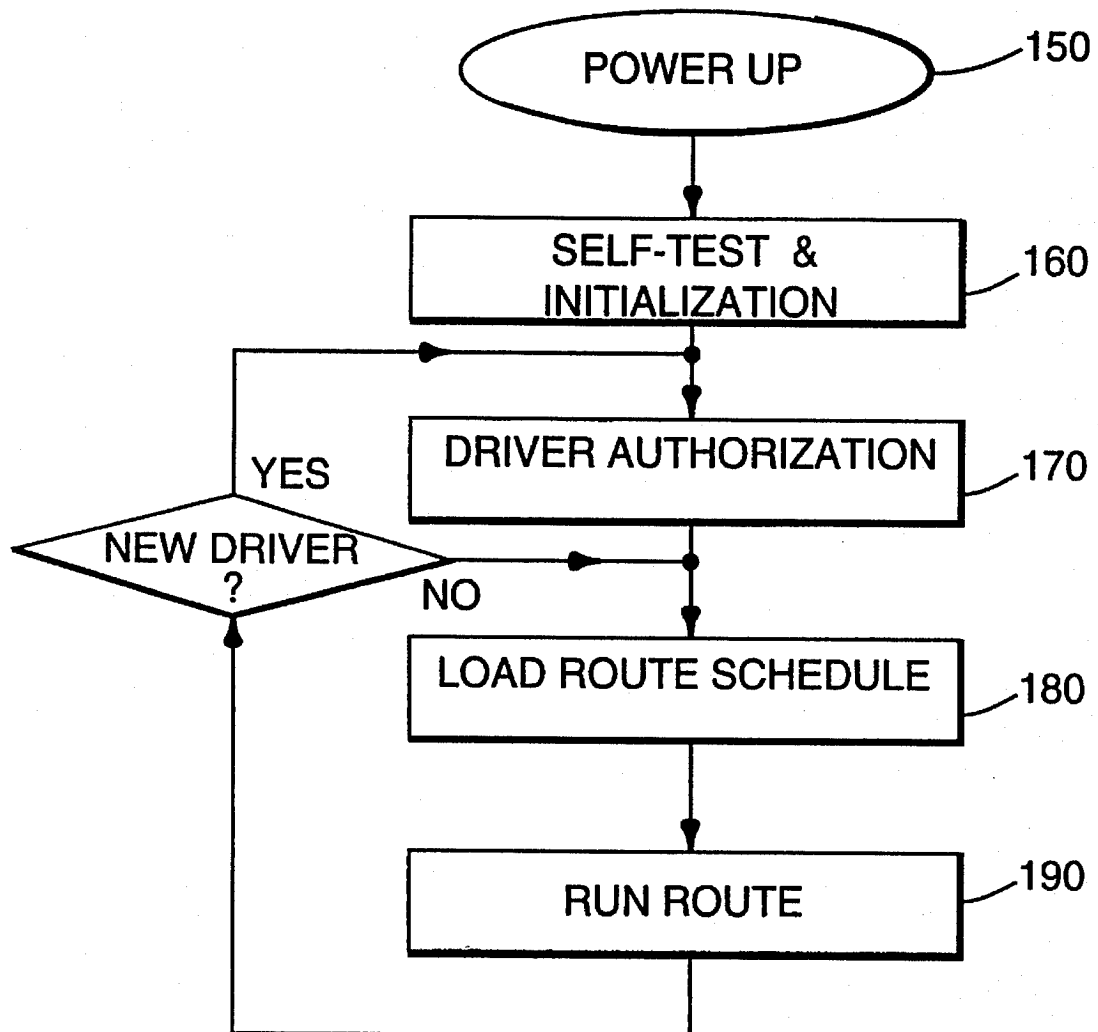 POWER UP
150
SELF-TEST &
INITIALIZATION
160
DRIVER AUTHORIZATION
170
YES
NEW DRIVER
?
NO
LOAD ROUTE SCHEDULE
180
RUN ROUTE
190